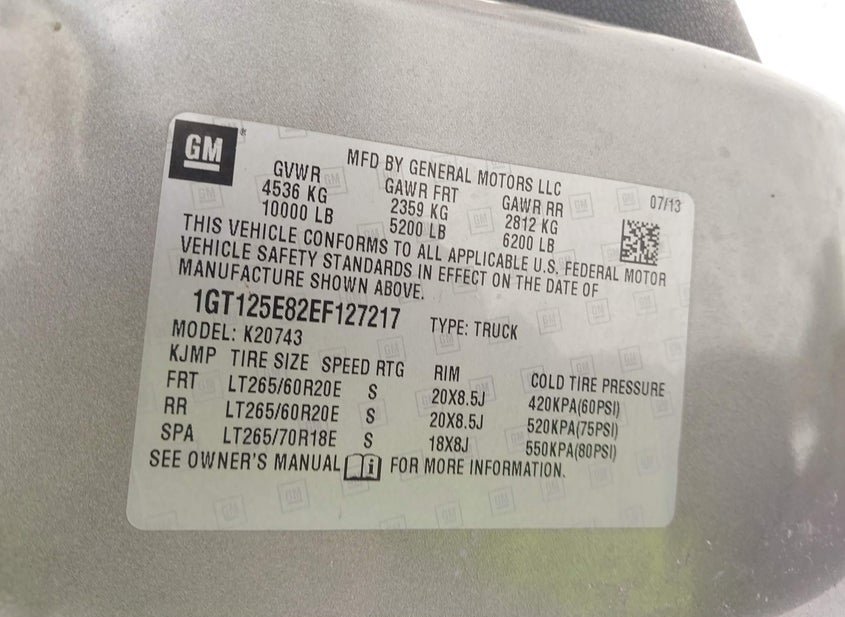 GM
MFD BY GENERAL MOTORS LLC
07/13
GVWR GAWR FRT GAWR RR
4536 KG 2359 KG 2812 KG
10000 LB 5200 LB 6200 LB
THIS VEHICLE CONFORMS TO ALL APPLICABLE U.S. FEDERAL MOTOR
VEHICLE SAFETY STANDARDS IN EFFECT ON THE DATE OF
MANUFACTURE SHOWN ABOVE.
1GT125E82EF127217 TYPE: TRUCK
MODEL: K20743
KJMP TIRE SIZE SPEED RTG RIM COLD TIRE PRESSURE
FRT LT265/60R20E S 20X8.5J 420KPA(60PSI)
RR LT265/60R20E S 20X8.5J 520KPA(75PSI)
SPA LT265/70R18E S 18X8J 550KPA(80PSI)
SEE OWNER'S MANUAL FOR MORE INFORMATION.